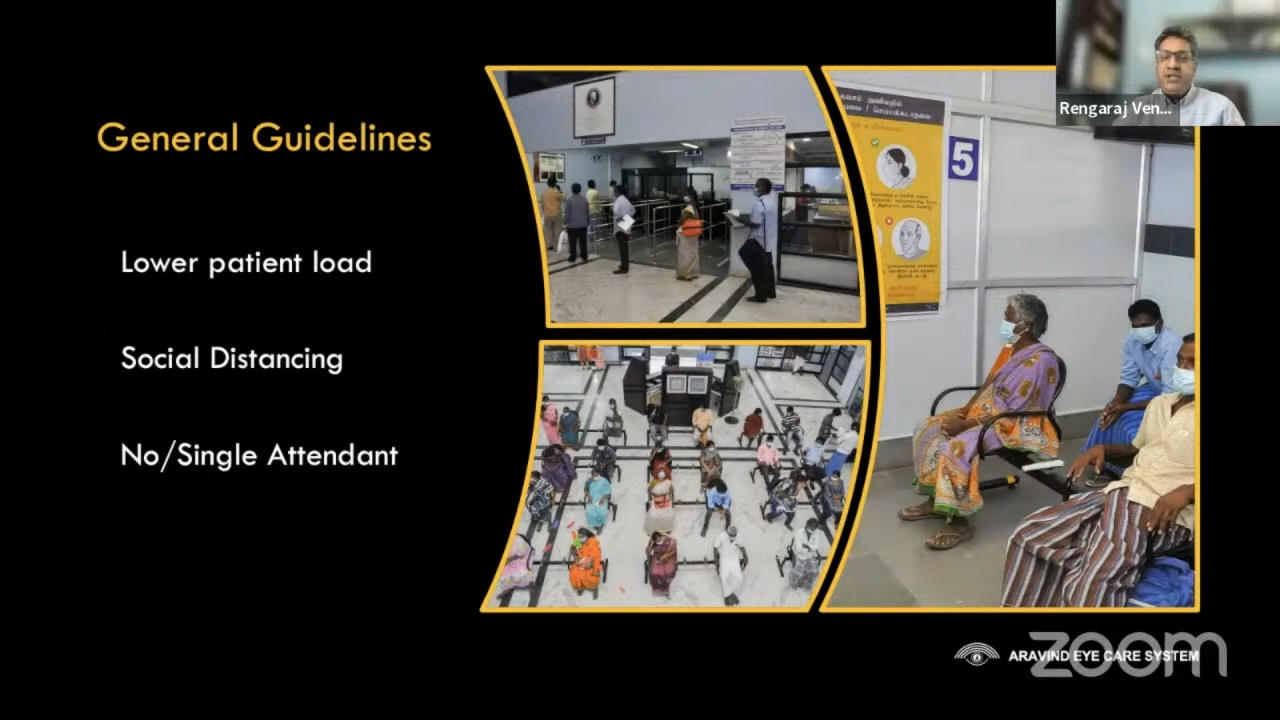 General Guidelines
Lower patient load
Social Distancing
No/Single Attendant
5
Rengaraj Ven...
ARAVIND EYE CARE SYSTEM
zoom